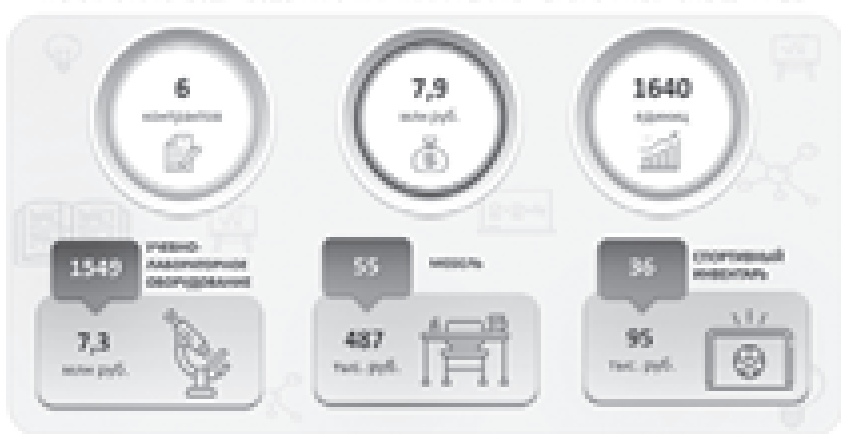 6
контрактов
7,9
млн руб.
1640
единиц
1549
УЧЕБНО-
ЛАБОРАТОРНОЕ
ОБОРУДОВАНИЕ
7,3
млн руб.
55
МЕБЕЛЬ
487
тыс. руб.
36
СПОРТИВНЫЙ
ИНВЕНТАРЬ
95
тыс. руб.